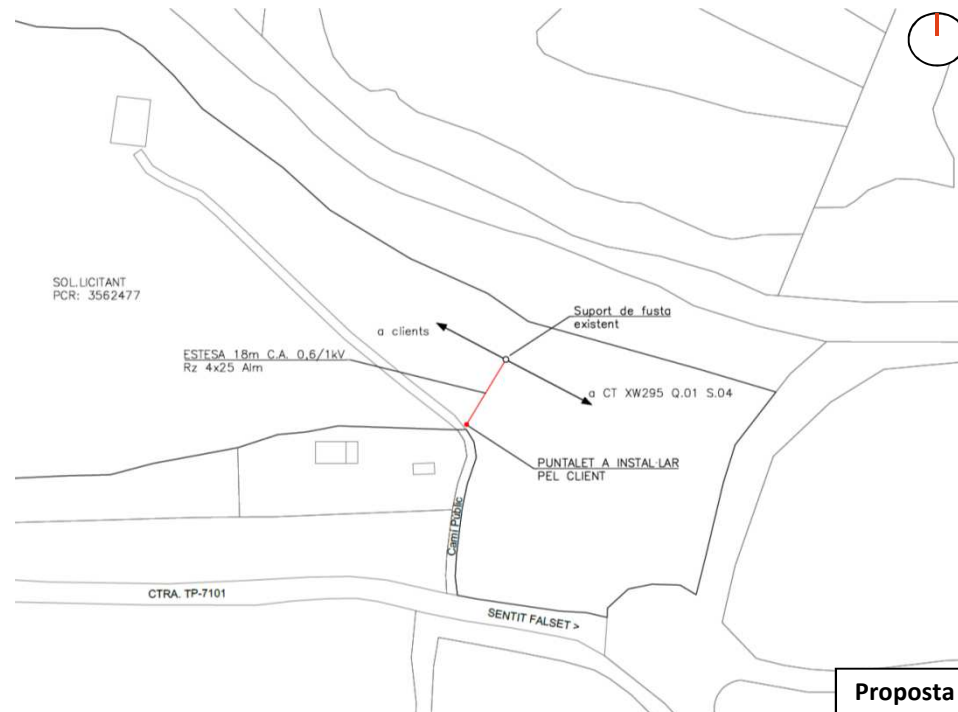 SOL.LICITANT
PCR: 3562477
Suport de fusta
existent
a clients
ESTESA 18m C.A. 0,6/1kV
Rz 4x25 Alm
a CT XW295 Q.01 S.04
PUNTALET A INSTAL·LAR
PEL CLIENT
Camí Públic
CTRA. TP-7101
SENTIT FALSET >
Proposta